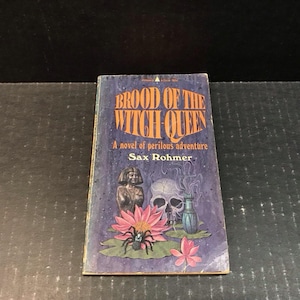 BROOD OF THE
WITCH-QUEEN
A novel of perilous adventure
Sax Rohmer